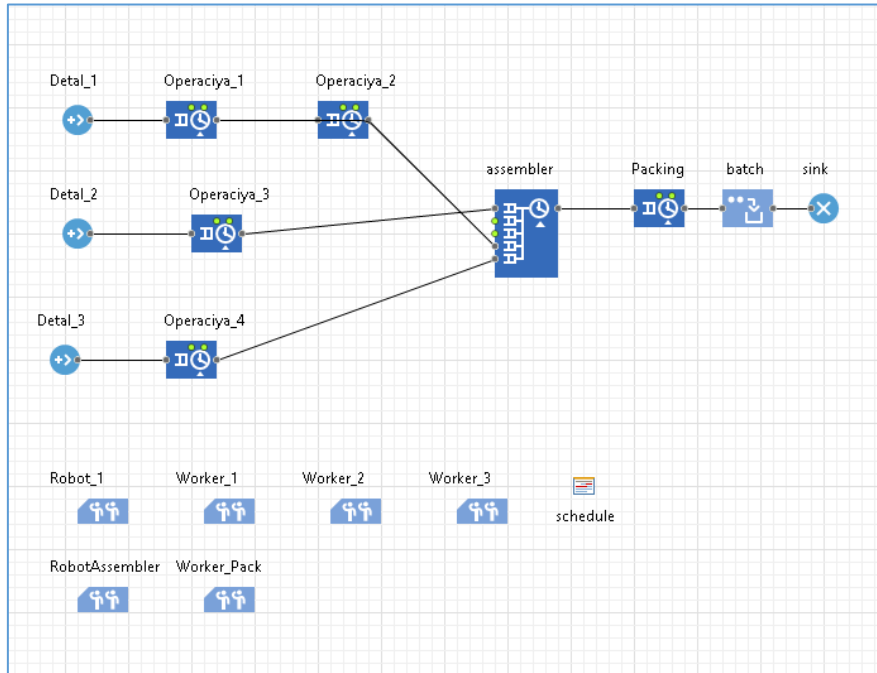 Detal_1 Operaciya_1 Operaciya_2
assembler Packing batch sink
Detal_2 Operaciya_3
Detal_3 Operaciya_4
Robot_1 Worker_1 Worker_2 Worker_3
schedule
RobotAssembler Worker_Pack